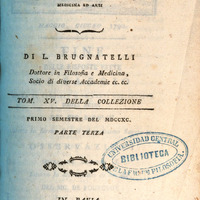 MEDICINA ED ARTI
DI L. BRUGNATELLI
Dottore in Filosofia e Medicina,
Socio di diverse Accademie ec. ec.
TOM. XV. DELLA COLLEZIONE
PRIMO SEMESTRE DEL MDCCXC.
PARTE TERZA
UNIVERSIDAD CENTRAL
BIBLIOTECA
FILOSOFIA
IN PAVIA